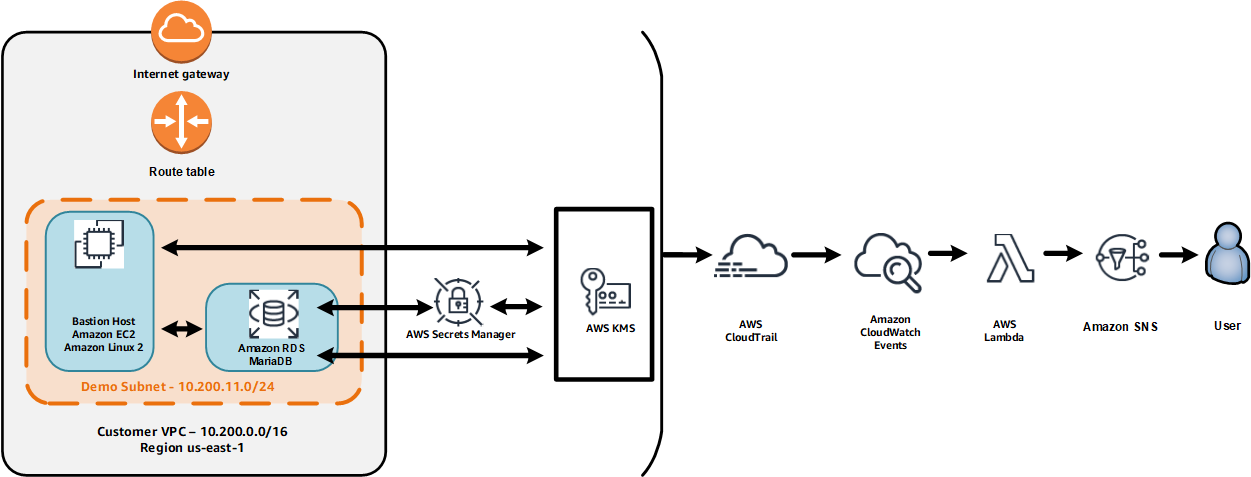 Internet gateway
Route table
Bastion Host
Amazon EC2
Amazon Linux 2
Amazon RDS
MariaDB
Demo Subnet - 10.200.11.0/24
Customer VPC – 10.200.0.0/16
Region us-east-1
AWS Secrets Manager
AWS KMS
AWS
CloudTrail
Amazon
CloudWatch
Events
AWS
Lambda
Amazon SNS
User